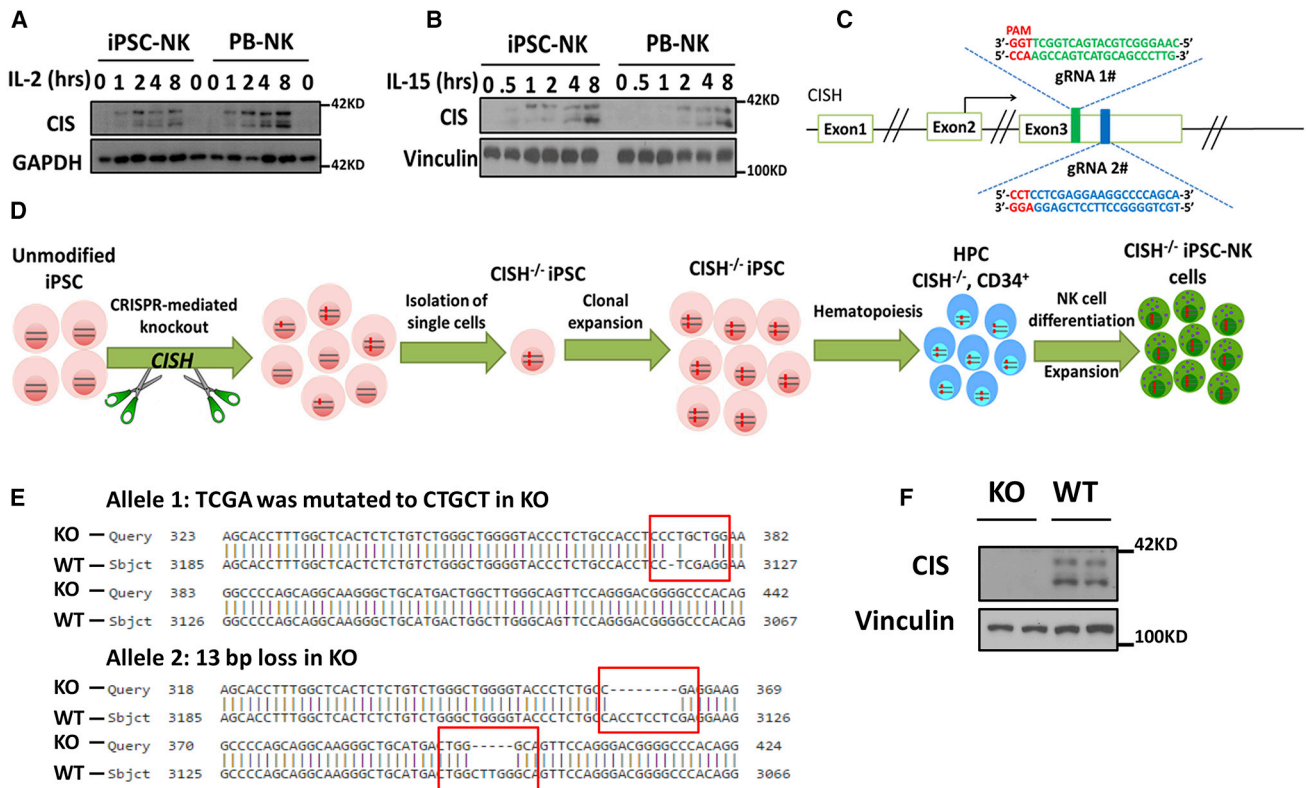 A
iPSC-NK PB-NK
IL-2 (hrs) 0 1 2 4 8 0 0 1 2 4 8 0
CIS
42KD
GAPDH
42KD
B
iPSC-NK PB-NK
IL-15 (hrs) 0 .5 1 2 4 8 0 .5 1 2 4 8
CIS
42KD
Vinculin
100KD
C
PAM
3’-GGTTCGGTCAGTACGTCGGGAAC-5’
5’-CCAAGCCAGTCATGCAGCCCTTG-3’
gRNA 1#
CISH
Exon1 Exon2 Exon3
gRNA 2#
5’-CCTCCTCGAGGAAGGCCCCAGCA-3’
3’-GGAGGAGCTCCTTCCGGGGTCGT-5’
D
Unmodified
iPSC
CRISPR-mediated
knockout
CISH
Isolation of
single cells
CISH-/- iPSC
Clonal
expansion
CISH-/- iPSC
Hematopoiesis
HPC
CISH-/-, CD34+
NK cell
differentiation
Expansion
CISH-/- iPSC-NK
cells
E
Allele 1: TCGA was mutated to CTGCT in KO
KO — Query 323 AGCACCTTTGGCTCACTCTCTGTCTGGGCTGGGGTACCCTCTGCCACCTCCCTGCTGGAA 382
WT — Sbjct 3185 AGCACCTTTGGCTCACTCTCTGTCTGGGCTGGGGTACCCTCTGCCACCTCC-TCGAGGAA 3127
KO — Query 383 GGCCCCAGCAGGCAAGGGCTGCATGACTGGCTTGGGCAGTTCCAGGGACGGGGCCCACAG 442
WT — Sbjct 3126 GGCCCCAGCAGGCAAGGGCTGCATGACTGGCTTGGGCAGTTCCAGGGACGGGGCCCACAG 3067
Allele 2: 13 bp loss in KO
KO — Query 318 AGCACCTTTGGCTCACTCTCTGTCTGGGCTGGGGTACCCTCTGCC--------GAGGAAG 369
WT — Sbjct 3185 AGCACCTTTGGCTCACTCTCTGTCTGGGCTGGGGTACCCTCTGCCACCTCCTCGAGGAAG 3126
KO — Query 370 GCCCCAGCAGGCAAGGGCTGCATGACTGG-----GCAGTTCCAGGGACGGGGCCCACAGG 424
WT — Sbjct 3125 GCCCCAGCAGGCAAGGGCTGCATGACTGGCTTGGGCAGTTCCAGGGACGGGGCCCACAGG 3066
F
KO WT
CIS
42KD
Vinculin
100KD